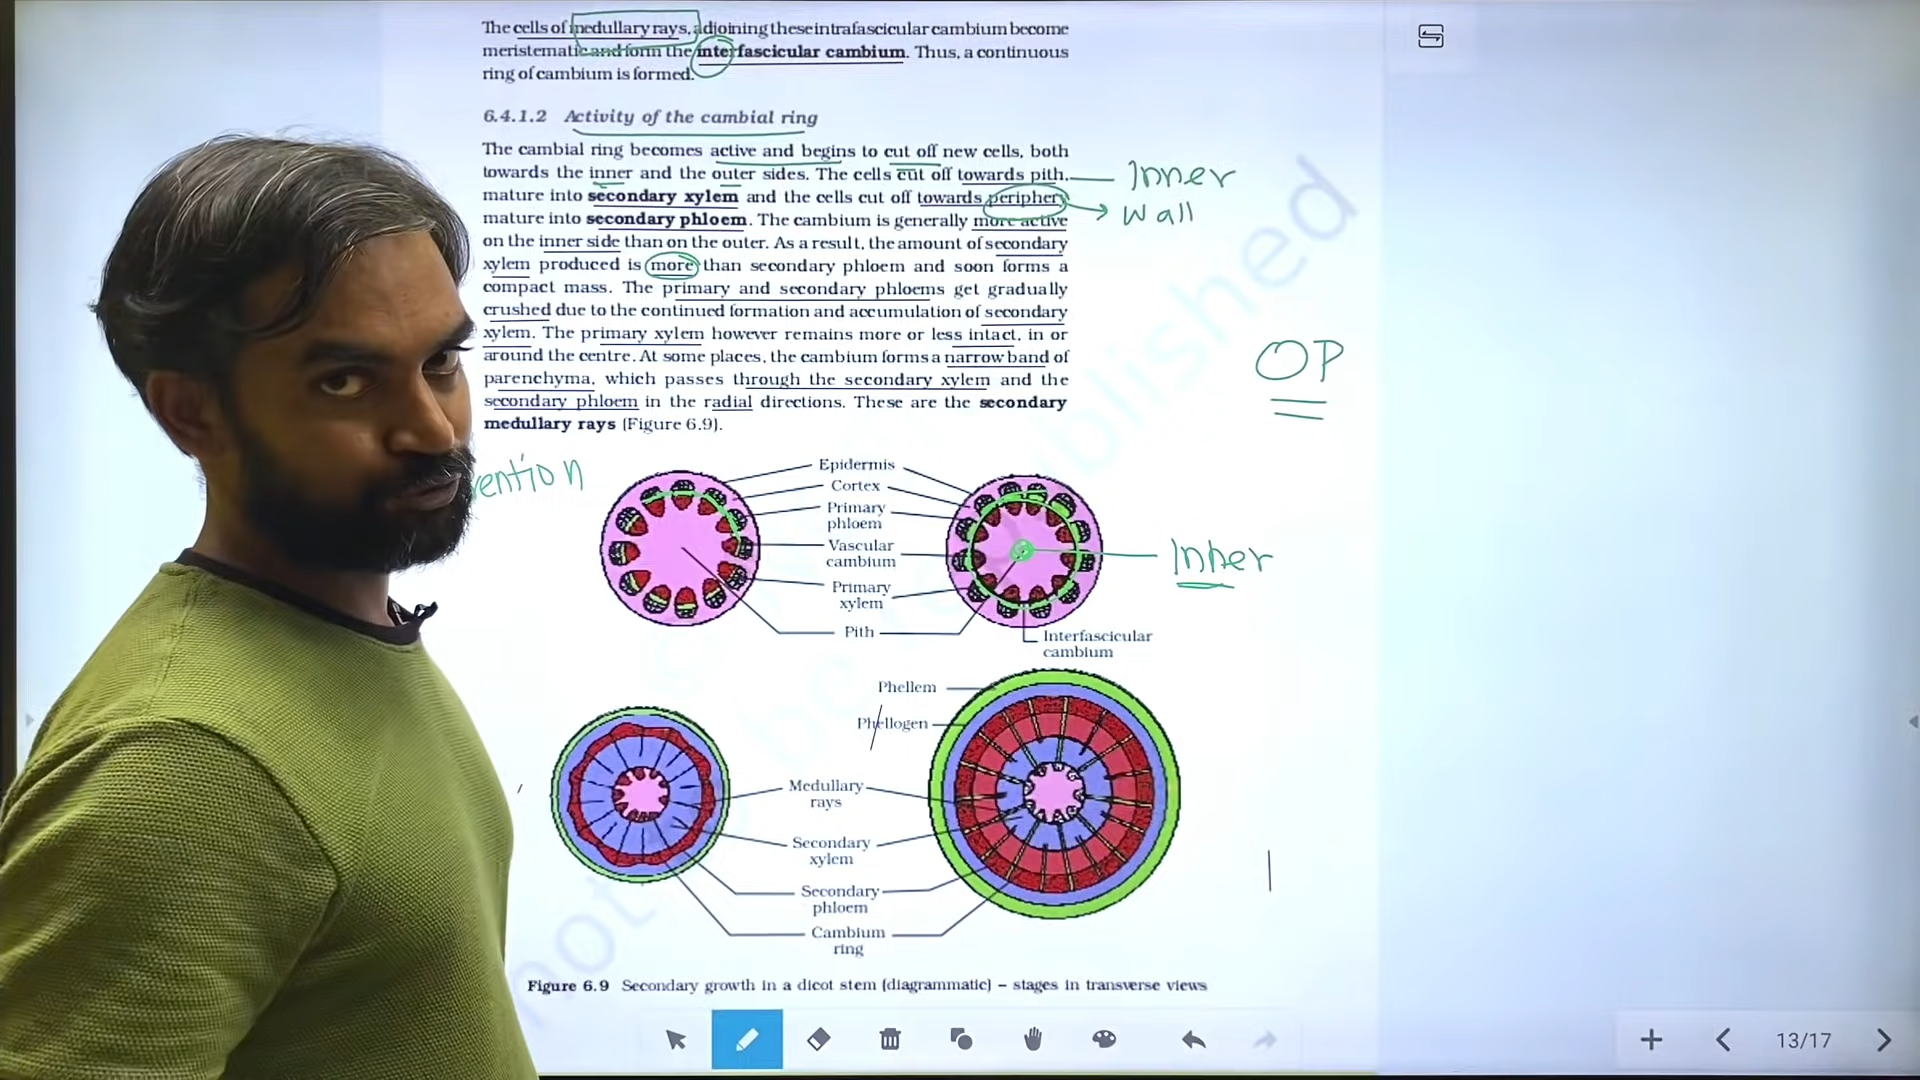 The cells of medullary rays, adjoining these intrafascicular cambium become
meristematic and form the interfascicular cambium. Thus, a continuous
ring of cambium is formed.
6.4.1.2 Activity of the cambial ring
The cambial ring becomes active and begins to cut off new cells, both
towards the inner and the outer sides. The cells cut off towards pith,
mature into secondary xylem and the cells cut off towards periphery
mature into secondary phloem. The cambium is generally more active
on the inner side than on the outer. As a result, the amount of secondary
xylem produced is more than secondary phloem and soon forms a
compact mass. The primary and secondary phloems get gradually
crushed due to the continued formation and accumulation of secondary
xylem. The primary xylem however remains more or less intact, in or
around the centre. At some places, the cambium forms a narrow band of
parenchyma, which passes through the secondary xylem and the
secondary phloem in the radial directions. These are the secondary
medullary rays (Figure 6.9).
Inner
Wall
OP
vention
Epidermis
Cortex
Primary
phloem
Vascular
cambium
Primary
xylem
Pith
Inner
Interfascicular
cambium
Phellem
Phellogen
Medullary
rays
Secondary
xylem
Secondary
phloem
Cambium
ring
Figure 6.9 Secondary growth in a dicot stem (diagrammatic) – stages in transverse views
not be published
13/17